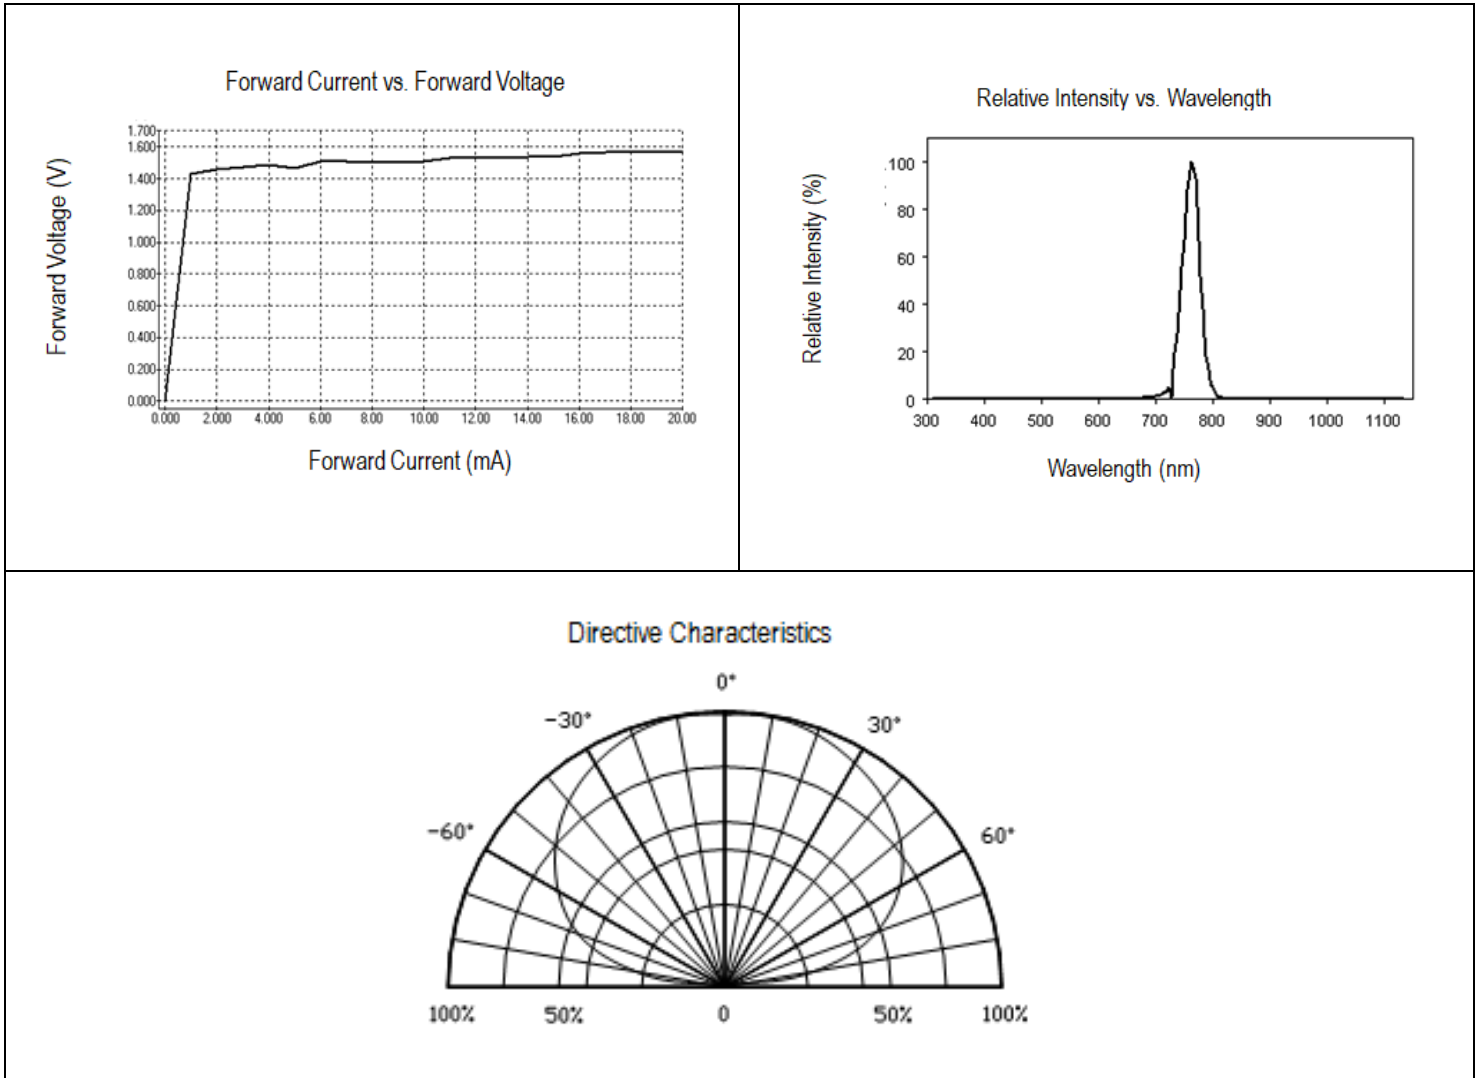 Forward Current vs. Forward Voltage
Forward Voltage (V)
1.700
1.600
1.400
1.200
1.000
0.800
0.600
0.400
0.200
0.000
0.000 2.000 4.000 6.00 8.00 10.00 12.00 14.00 16.00 18.00 20.00
Forward Current (mA)
Relative Intensity vs. Wavelength
Relative Intensity (%)
100
80
60
40
20
0
300 400 500 600 700 800 900 1000 1100
Wavelength (nm)
Directive Characteristics
0°
-30° 30°
-60° 60°
100% 50% 0 50% 100%